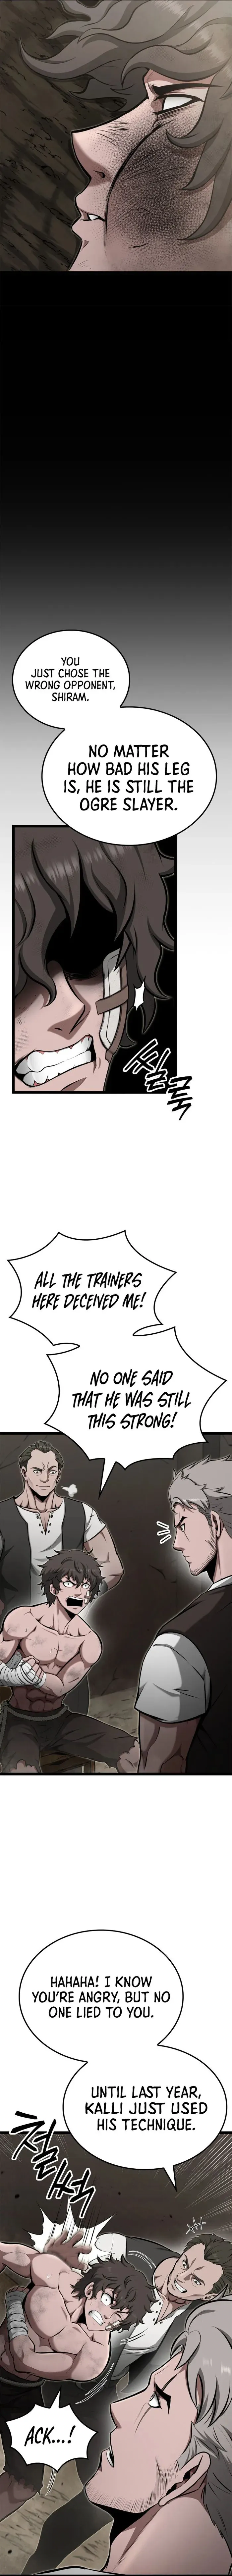 YOU
JUST CHOSE THE
WRONG OPPONENT,
SHIRAM.
NO MATTER
HOW BAD HIS LEG
IS, HE IS STILL THE
OGRE SLAYER.
ALL THE TRAINERS
HERE DECEIVED ME!
NO ONE SAID
THAT HE WAS STILL
THIS STRONG!
HAHAHA! I KNOW
YOU'RE ANGRY, BUT NO
ONE LIED TO YOU.
UNTIL LAST YEAR,
KALLI JUST USED
HIS TECHNIQUE.
ACK...!